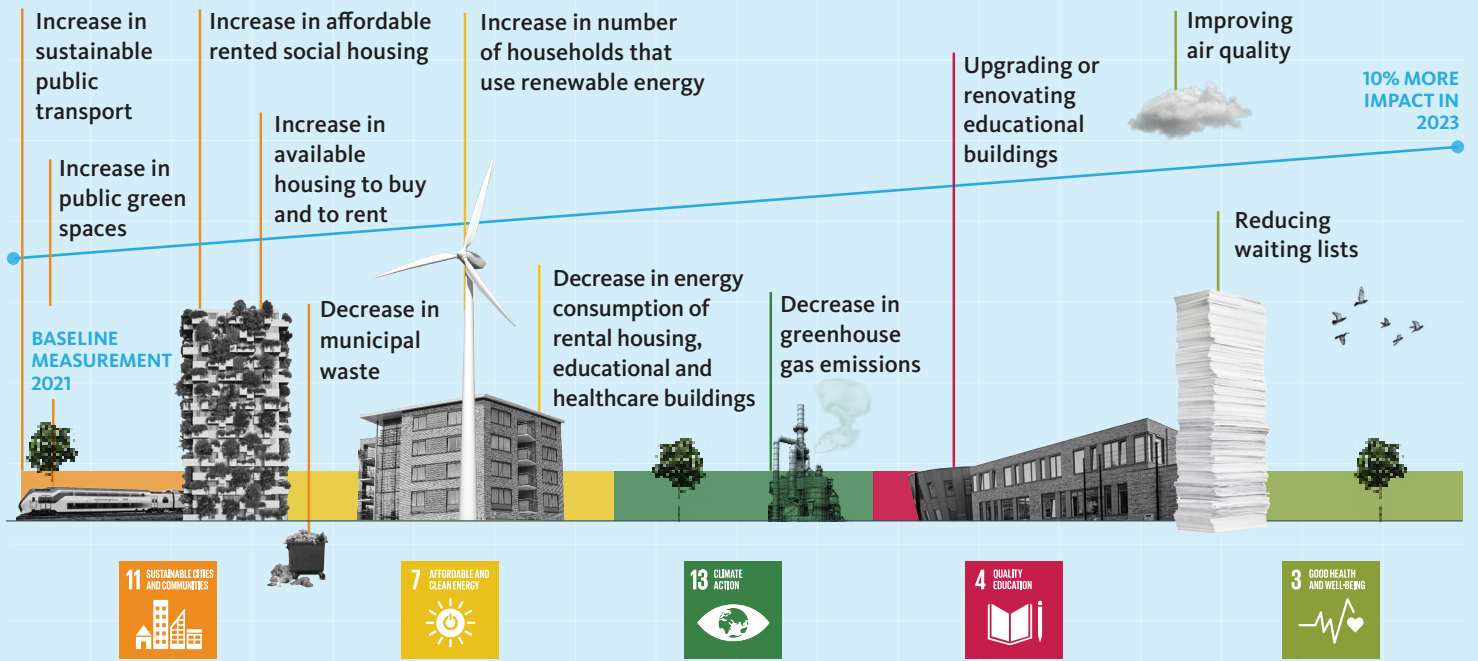 Increase in
sustainable
public
transport
Increase in affordable
rented social housing
Increase in number
of households that
use renewable energy
Improving
air quality
Upgrading or
renovating
educational
buildings
10% MORE
IMPACT IN
2023
Increase in
public green
spaces
Increase in
available
housing to buy
and to rent
Reducing
waiting lists
BASELINE
MEASUREMENT
2021
Decrease in
municipal
waste
Decrease in energy
consumption of
rental housing,
educational and
healthcare buildings
Decrease in
greenhouse
gas emissions
11 SUSTAINABLE CITIES
AND COMMUNITIES
7 AFFORDABLE AND
CLEAN ENERGY
13 CLIMATE
ACTION
4 QUALITY
EDUCATION
3 GOOD HEALTH
AND WELL-BEING